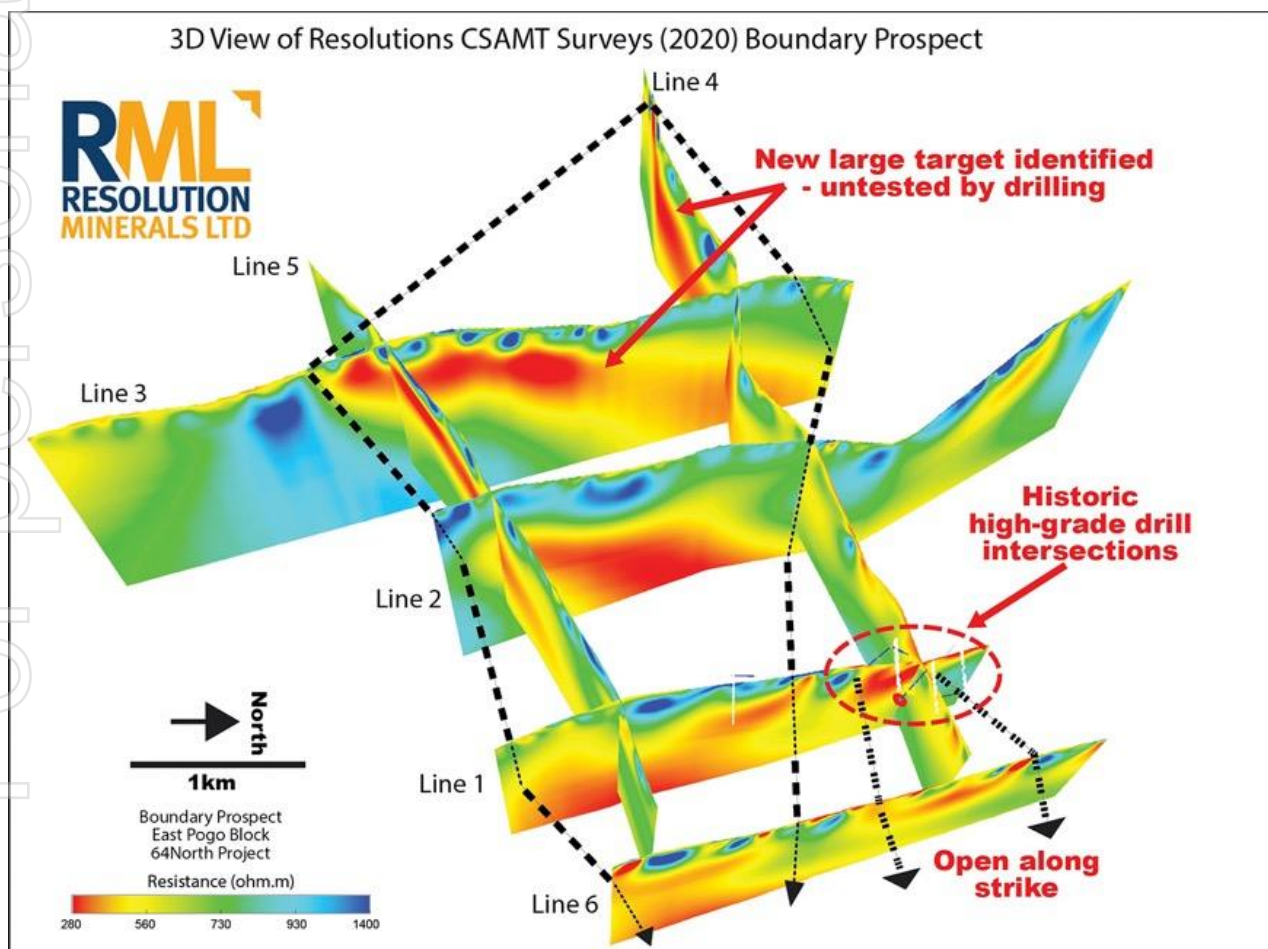 3D View of Resolutions CSAMT Surveys (2020) Boundary Prospect
Line 4
RML
RESOLUTION
MINERALS LTD
New large target identified
- untested by drilling
Line 5
Line 3
Historic
high-grade drill
intersections
Line 2
North
1km
Line 1
Boundary Prospect
East Pogo Block
64North Project
Resistance (ohm.m)
280 560 730 930 1400
Open along
strike
Line 6